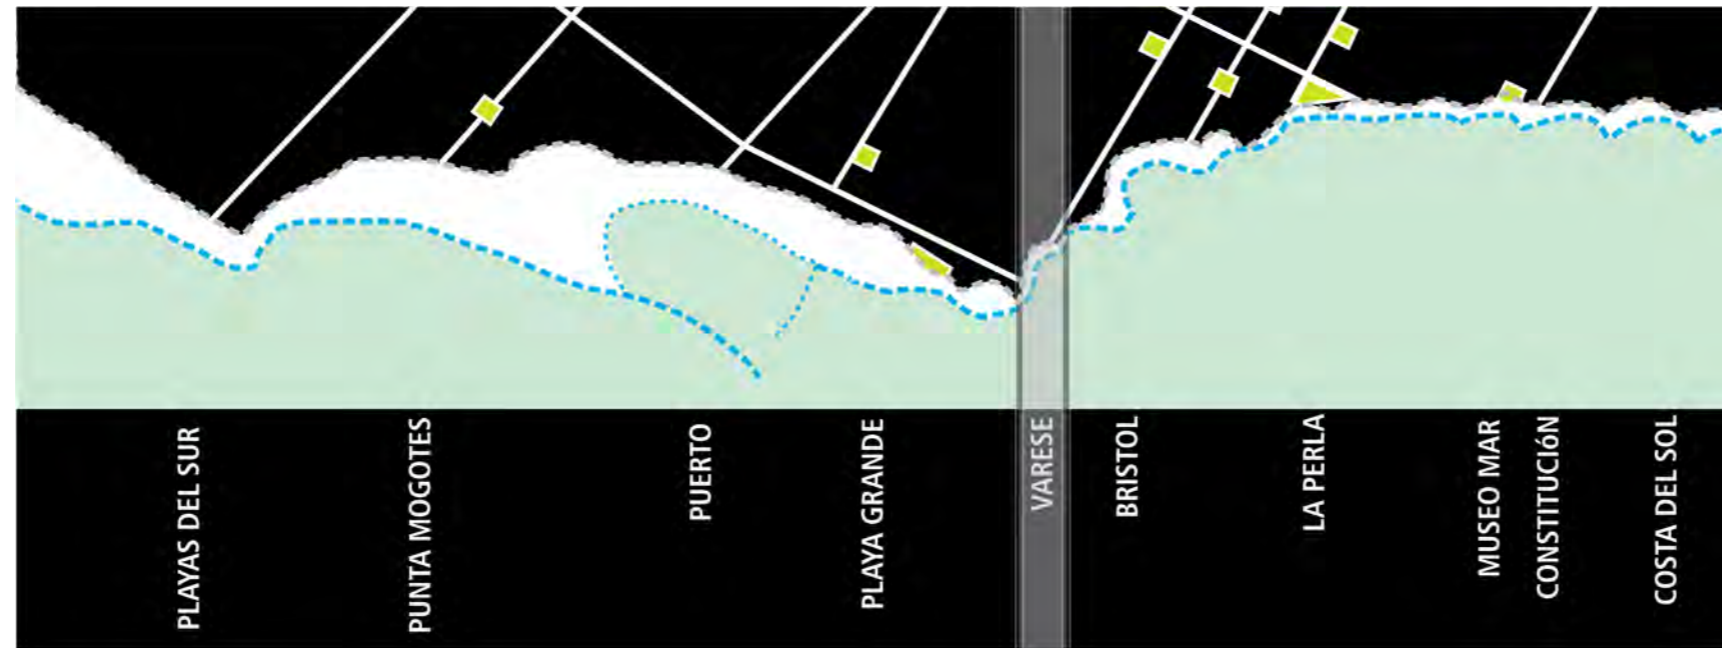 PLAYAS DEL SUR
PUNTA MOGOTES
PUERTO
PLAYA GRANDE
VARESE
BRISTOL
LA PERLA
MUSEO MAR
CONSTITUCIóN
COSTA DEL SOL